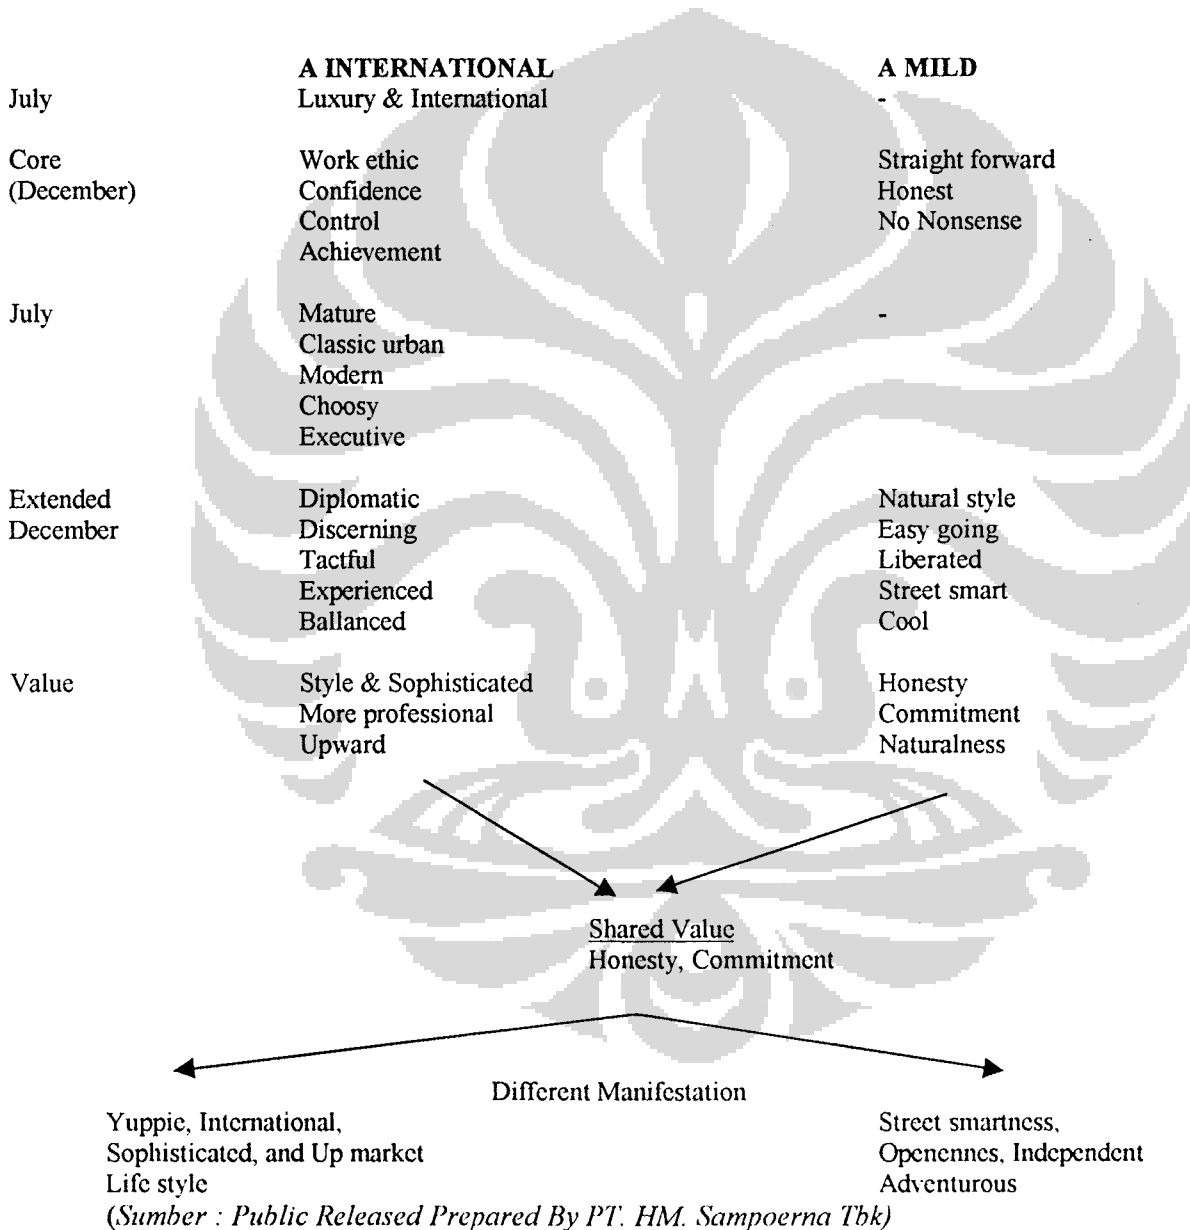 A INTERNATIONAL A MILD
July Luxury & International -
Core Work ethic Straight forward
(December) Confidence Honest
Control No Nonsense
Achievement
July Mature -
Classic urban
Modern
Choosy
Executive
Extended Diplomatic Natural style
December Discerning Easy going
Tactful Liberated
Experienced Street smart
Ballanced Cool
Value Style & Sophisticated Honesty
More professional Commitment
Upward Naturalness
Shared Value
Honesty, Commitment
Different Manifestation
Yuppie, International, Street smartness,
Sophisticated, and Up market Openennes, Independent
Life style Adventurous
(Sumber : Public Released Prepared By PT. HM. Sampoerna Tbk)